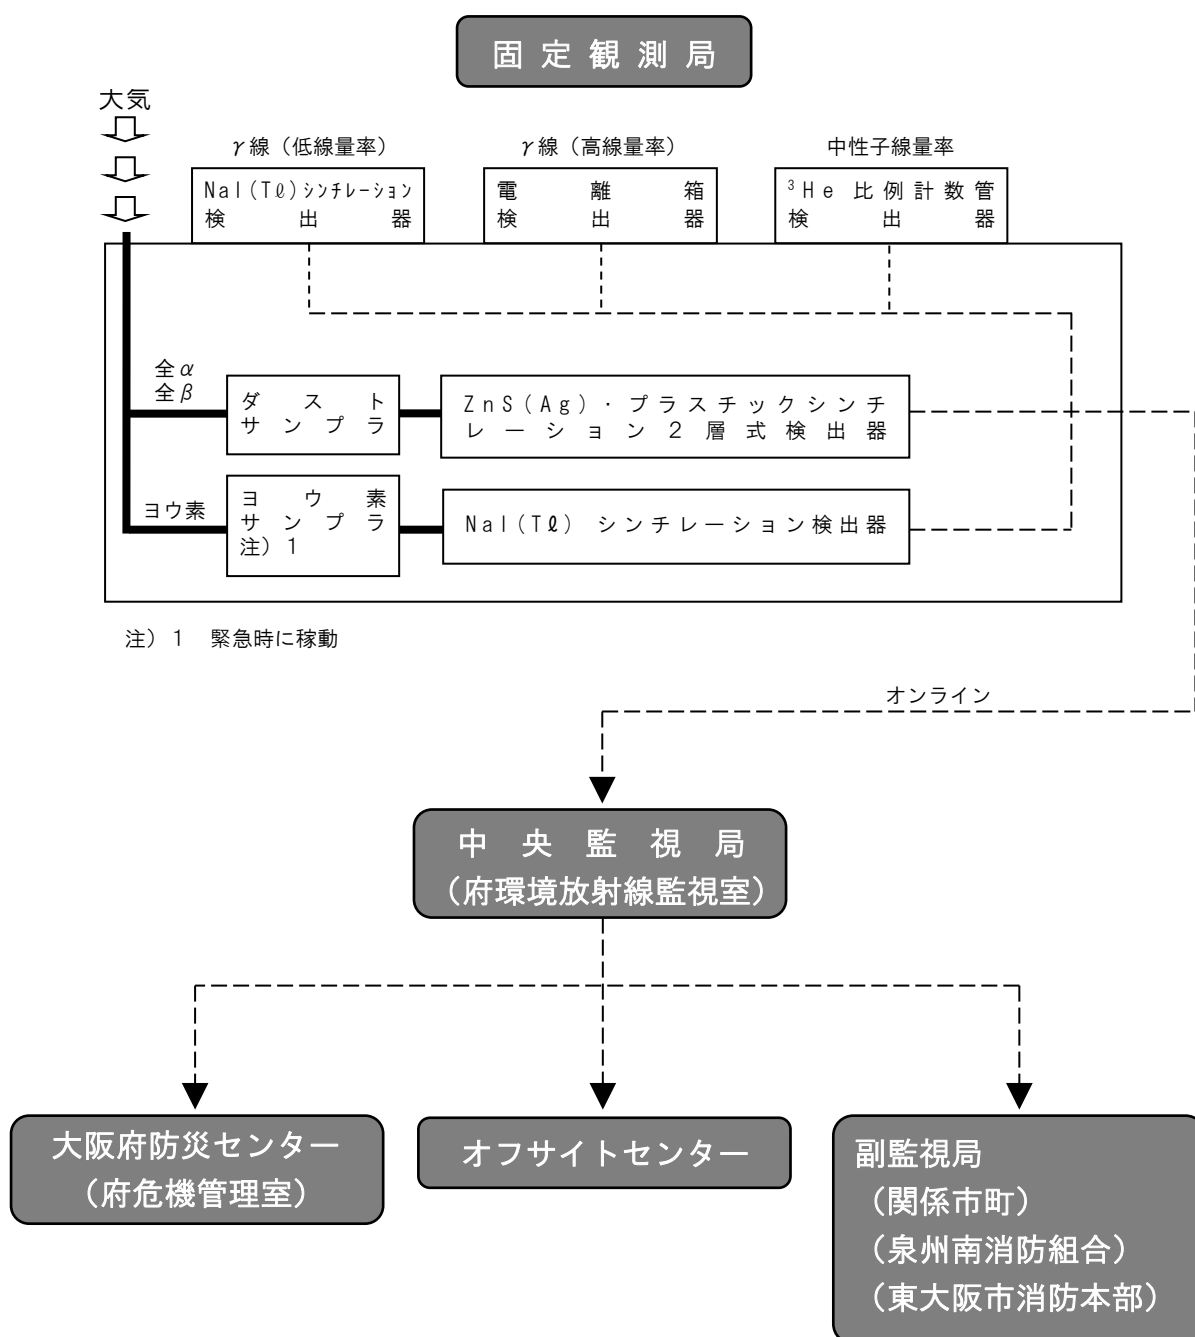 固定観測局
大気
γ線（低線量率）
γ線（高線量率）
中性子線量率
NaI(Tℓ)ｼﾝﾁﾚｰｼｮﾝ
検出器
電離箱
検出器
³He 比例計数管
検出器
全α
全β
ダスト
サンプラ
ZnS(Ag)・プラスチックシンチ
レーション２層式検出器
ヨウ素
ヨウ素
サンプラ
注）１
NaI(Tℓ) シンチレーション検出器
注）１　緊急時に稼動
オンライン
中央監視局
（府環境放射線監視室）
大阪府防災センター
（府危機管理室）
オフサイトセンター
副監視局
（関係市町）
（泉州南消防組合）
（東大阪市消防本部）